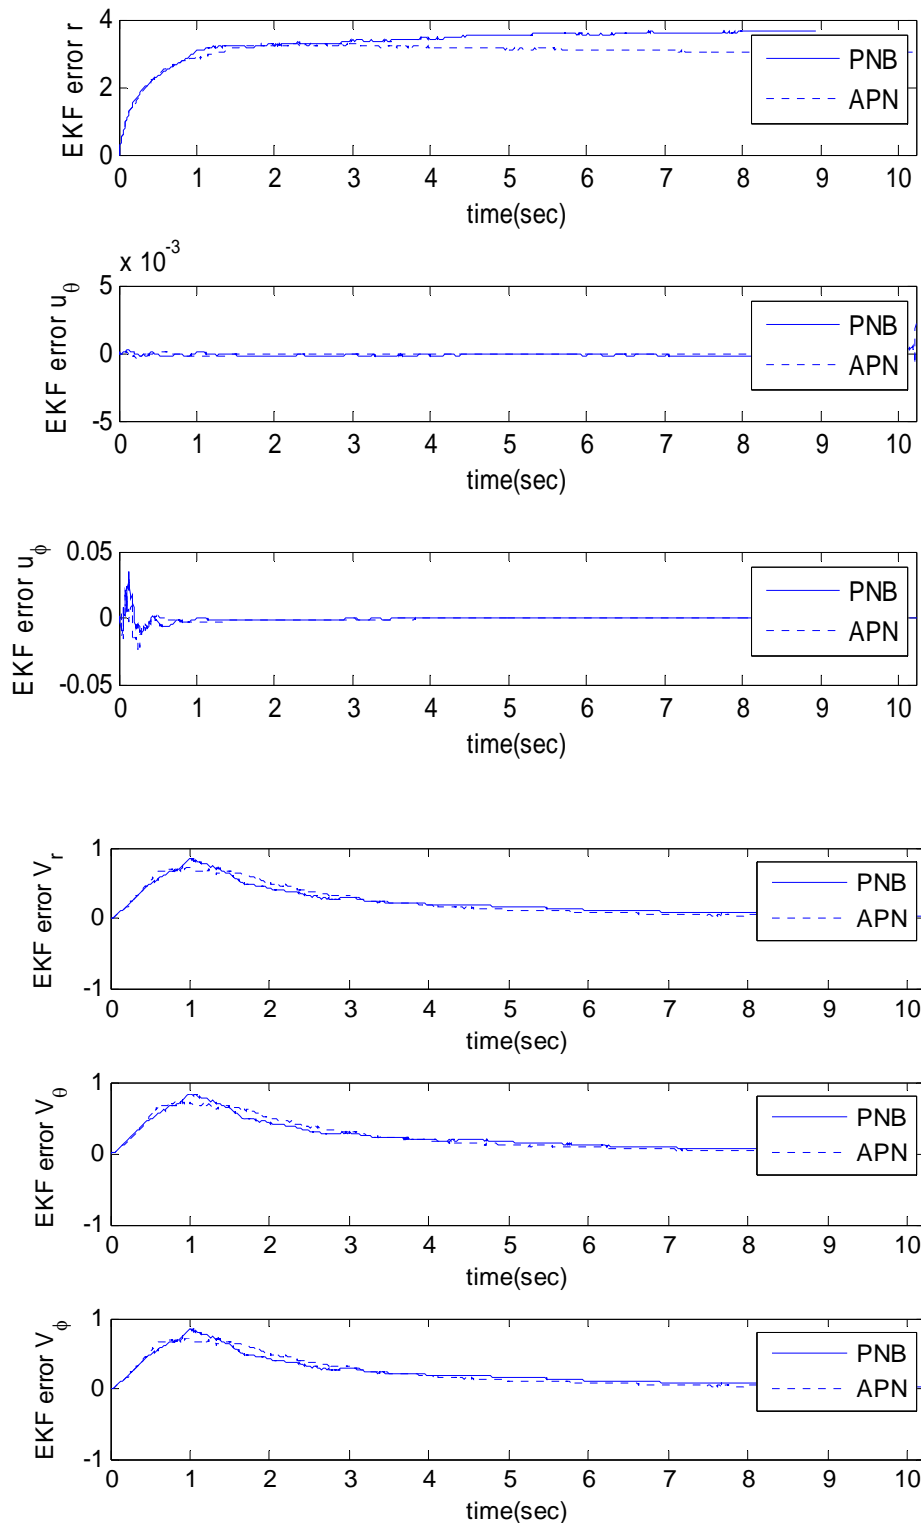 4
2
0
EKF error r
PNB
APN
0 1 2 3 4 5 6 7 8 9 10
time(sec)
x 10^-3
5
0
-5
EKF error u_θ
PNB
APN
0 1 2 3 4 5 6 7 8 9 10
time(sec)
0.05
0
-0.05
EKF error u_ϕ
PNB
APN
0 1 2 3 4 5 6 7 8 9 10
time(sec)
1
0
-1
EKF error V_r
PNB
APN
0 1 2 3 4 5 6 7 8 9 10
time(sec)
1
0
-1
EKF error V_θ
PNB
APN
0 1 2 3 4 5 6 7 8 9 10
time(sec)
1
0
-1
EKF error V_ϕ
PNB
APN
0 1 2 3 4 5 6 7 8 9 10
time(sec)